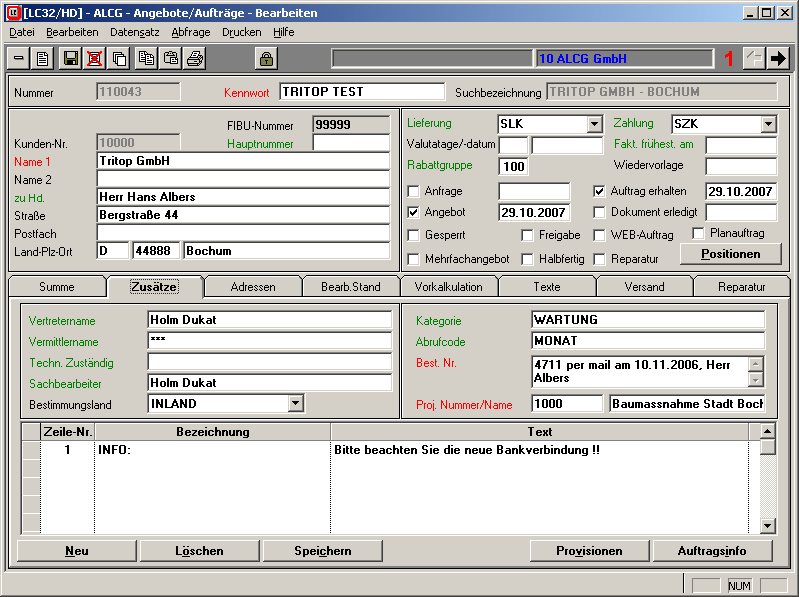 [LC32/HD] - ALCG - Angebote/Aufträge - Bearbeiten
Datei Bearbeiten Datensatz Abfrage Drucken Hilfe
10 ALCG GmbH 1
Nummer 110043 Kennwort TRITOP TEST Suchbezeichnung TRITOP GMBH - BOCHUM
FIBU-Nummer 99999
Kunden-Nr. 10000 Hauptnummer
Name 1 Tritop GmbH
Name 2
zu Hd. Herr Hans Albers
Straße Bergstraße 44
Postfach
Land-Plz-Ort D 44888 Bochum
Lieferung SLK Zahlung SZK
Valutatage/-datum Fakt. frühest. am
Rabattgruppe 100 Wiedervorlage
Anfrage Auftrag erhalten 29.10.2007
Angebot 29.10.2007 Dokument erledigt
Gesperrt Freigabe WEB-Auftrag Planauftrag
Mehrfachangebot Halbfertig Reparatur Positionen
Summe Zusätze Adressen Bearb.Stand Vorkalkulation Texte Versand Reparatur
Vertretername Holm Dukat
Vermittlername ***
Techn. Zuständig
Sachbearbeiter Holm Dukat
Bestimmungsland INLAND
Kategorie WARTUNG
Abrufcode MONAT
Best. Nr. 4711 per mail am 10.11.2006, Herr
Albers
Proj. Nummer/Name 1000 Baumassnahme Stadt Boch
Zeile-Nr. Bezeichnung Text
1 INFO: Bitte beachten Sie die neue Bankverbindung !!
Neu Löschen Speichern Provisionen Auftragsinfo
NUM